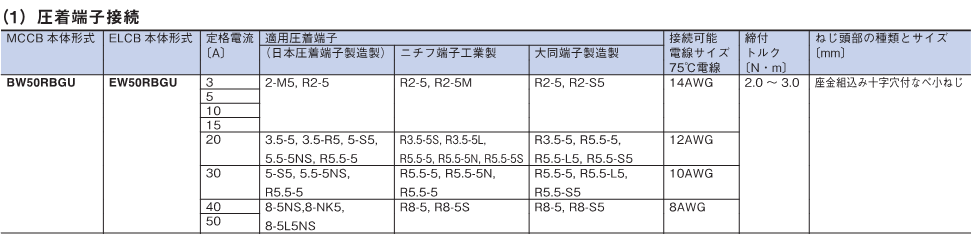 (1) 圧着端子接続
MCCB 本体形式 ELCB 本体形式 定格電流 適用圧着端子 接続可能 締付 ねじ頭部の種類とサイズ
〔A〕 (日本圧着端子製造製) ニチフ端子工業製 大同端子製造製 電線サイズ トルク 〔mm〕
75℃電線 〔N・m〕
BW50RBGU EW50RBGU 3 2-M5, R2-5 R2-5, R2-5M R2-5, R2-S5 14AWG 2.0 ～ 3.0 座金組込み十字穴付なべ小ねじ
5
10
15
20 3.5-5, 3.5-R5, 5-S5, R3.5-5S, R3.5-5L, R3.5-5, R5.5-5, 12AWG
5.5-5NS, R5.5-5 R5.5-5, R5.5-5N, R5.5-5S R5.5-L5, R5.5-S5
30 5-S5, 5.5-5NS, R5.5-5, R5.5-5N, R5.5-5, R5.5-L5, 10AWG
R5.5-5 R5.5-5 R5.5-S5
40 8-5NS,8-NK5, R8-5, R8-5S R8-5, R8-S5 8AWG
50 8-5L5NS